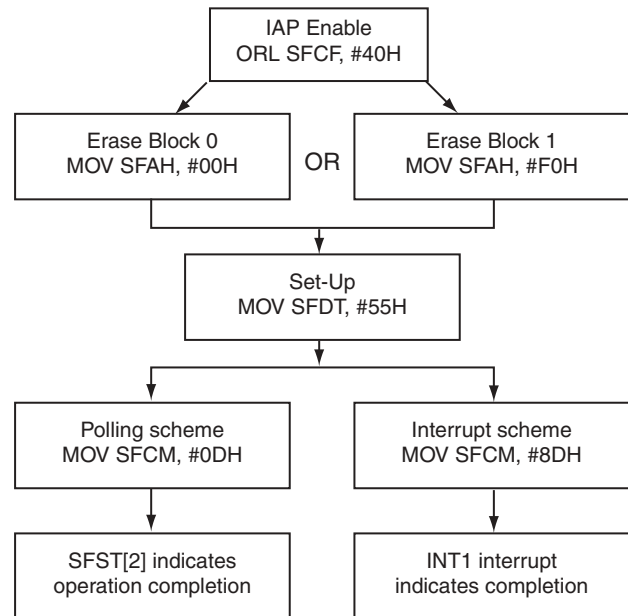 IAP Enable
ORL SFCF, #40H
Erase Block 0
MOV SFAH, #00H
OR
Erase Block 1
MOV SFAH, #F0H
Set-Up
MOV SFDT, #55H
Polling scheme
MOV SFCM, #0DH
Interrupt scheme
MOV SFCM, #8DH
SFST[2] indicates
operation completion
INT1 interrupt
indicates completion